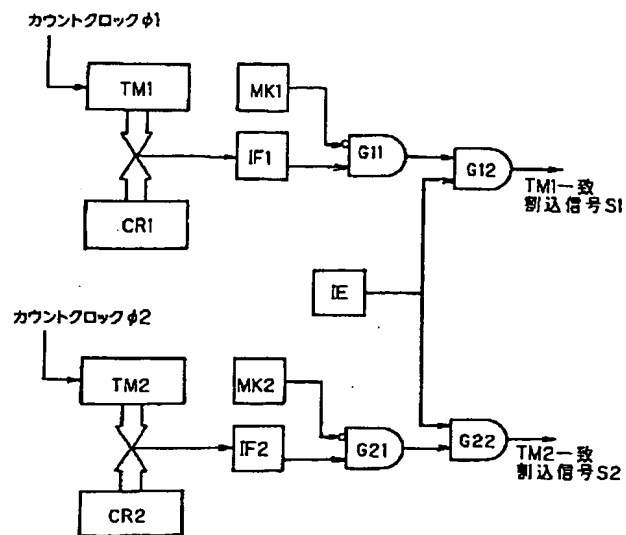 カウントクロックφ1
TM1
MK1
IF1
G11
G12
CR1
TM1一致
割込信号S1
IE
カウントクロックφ2
TM2
MK2
IF2
G21
G22
CR2
TM2一致
割込信号S2